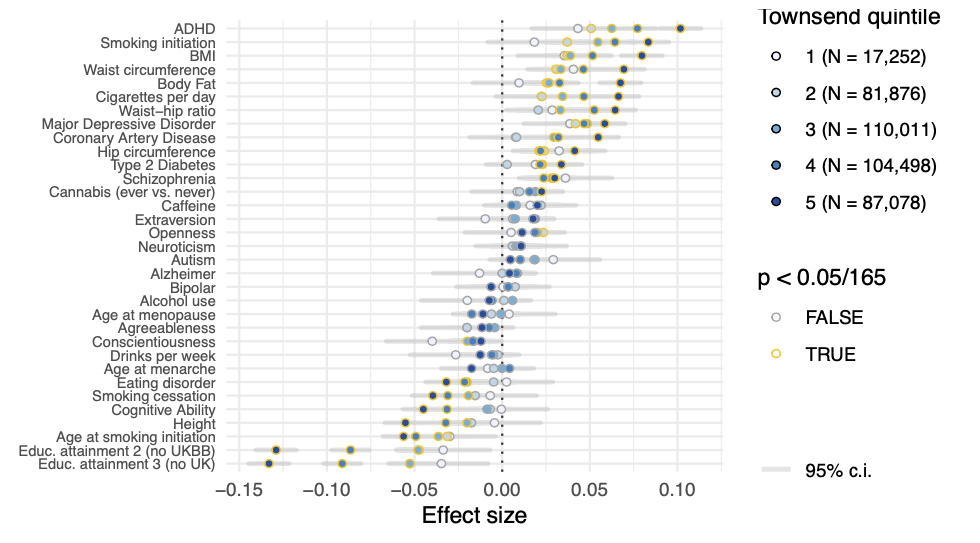 ADHD
Smoking initiation
BMI
Waist circumference
Body Fat
Cigarettes per day
Waist−hip ratio
Major Depressive Disorder
Coronary Artery Disease
Hip circumference
Type 2 Diabetes
Schizophrenia
Cannabis (ever vs. never)
Caffeine
Extraversion
Openness
Neuroticism
Autism
Alzheimer
Bipolar
Alcohol use
Age at menopause
Agreeableness
Conscientiousness
Drinks per week
Age at menarche
Eating disorder
Smoking cessation
Cognitive Ability
Height
Age at smoking initiation
Educ. attainment 2 (no UKBB)
Educ. attainment 3 (no UK)
−0.15 −0.10 −0.05 0.00 0.05 0.10
Effect size
Townsend quintile
1 (N = 17,252)
2 (N = 81,876)
3 (N = 110,011)
4 (N = 104,498)
5 (N = 87,078)
p < 0.05/165
FALSE
TRUE
95% c.i.